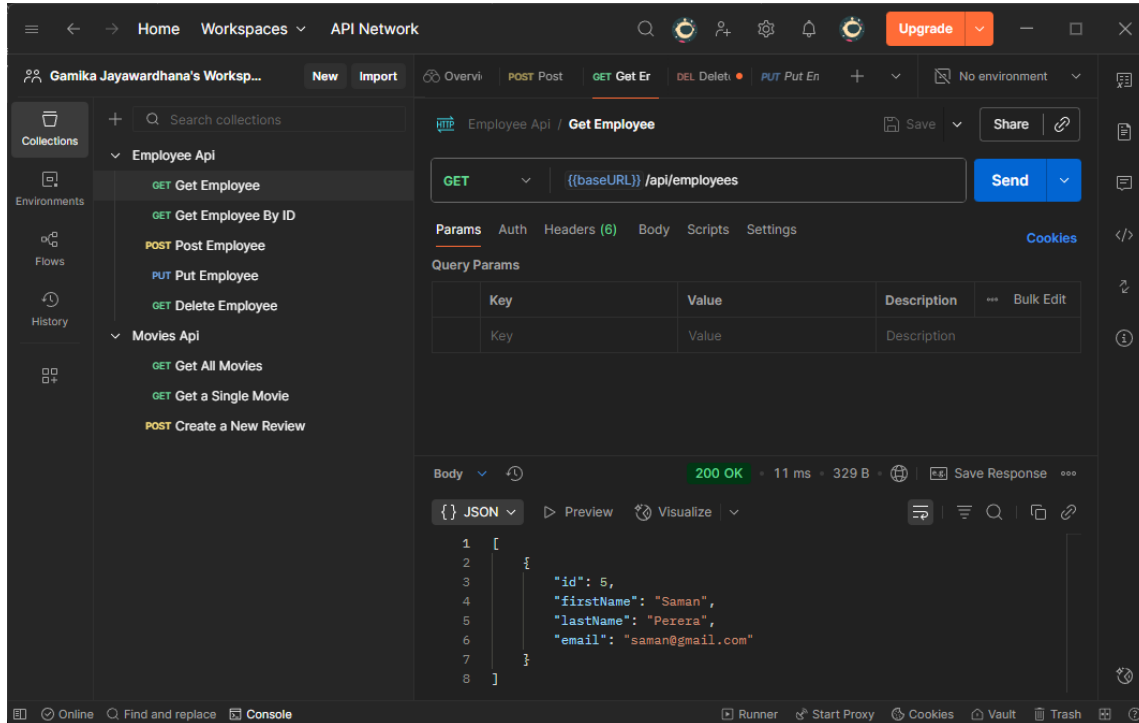 Home Workspaces API Network Upgrade
Gamika Jayawardhana's Worksp... New Import
Overvi POST Post GET Get Er DEL Delet PUT Put En No environment
Collections
Environments
Flows
History
Search collections
Employee Api
GET Get Employee
GET Get Employee By ID
POST Post Employee
PUT Put Employee
GET Delete Employee
Movies Api
GET Get All Movies
GET Get a Single Movie
POST Create a New Review
HTTP Employee Api / Get Employee Save Share
GET {{baseURL}} /api/employees Send
Params Auth Headers (6) Body Scripts Settings Cookies
Query Params
Key Value Description Bulk Edit
Key Value Description
Body 200 OK 11 ms 329 B e.g. Save Response
{} JSON Preview Visualize
1 [
2 {
3 "id": 5,
4 "firstName": "Saman",
5 "lastName": "Perera",
6 "email": "saman@gmail.com"
7 }
8 ]
Online Find and replace Console Runner Start Proxy Cookies Vault Trash